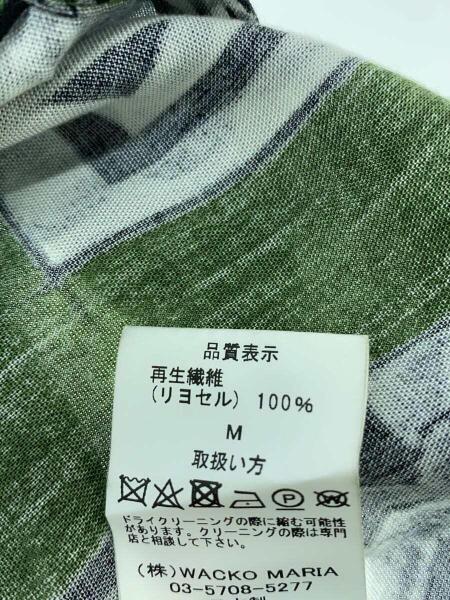 品質表示
再生繊維
(リヨセル) 100%
M
取扱い方
ドライクリーニングの際に縮む可能性
があります。クリーニングの際は専門
店と相談して下さい。
(株)WACKO MARIA
03-5708-5277